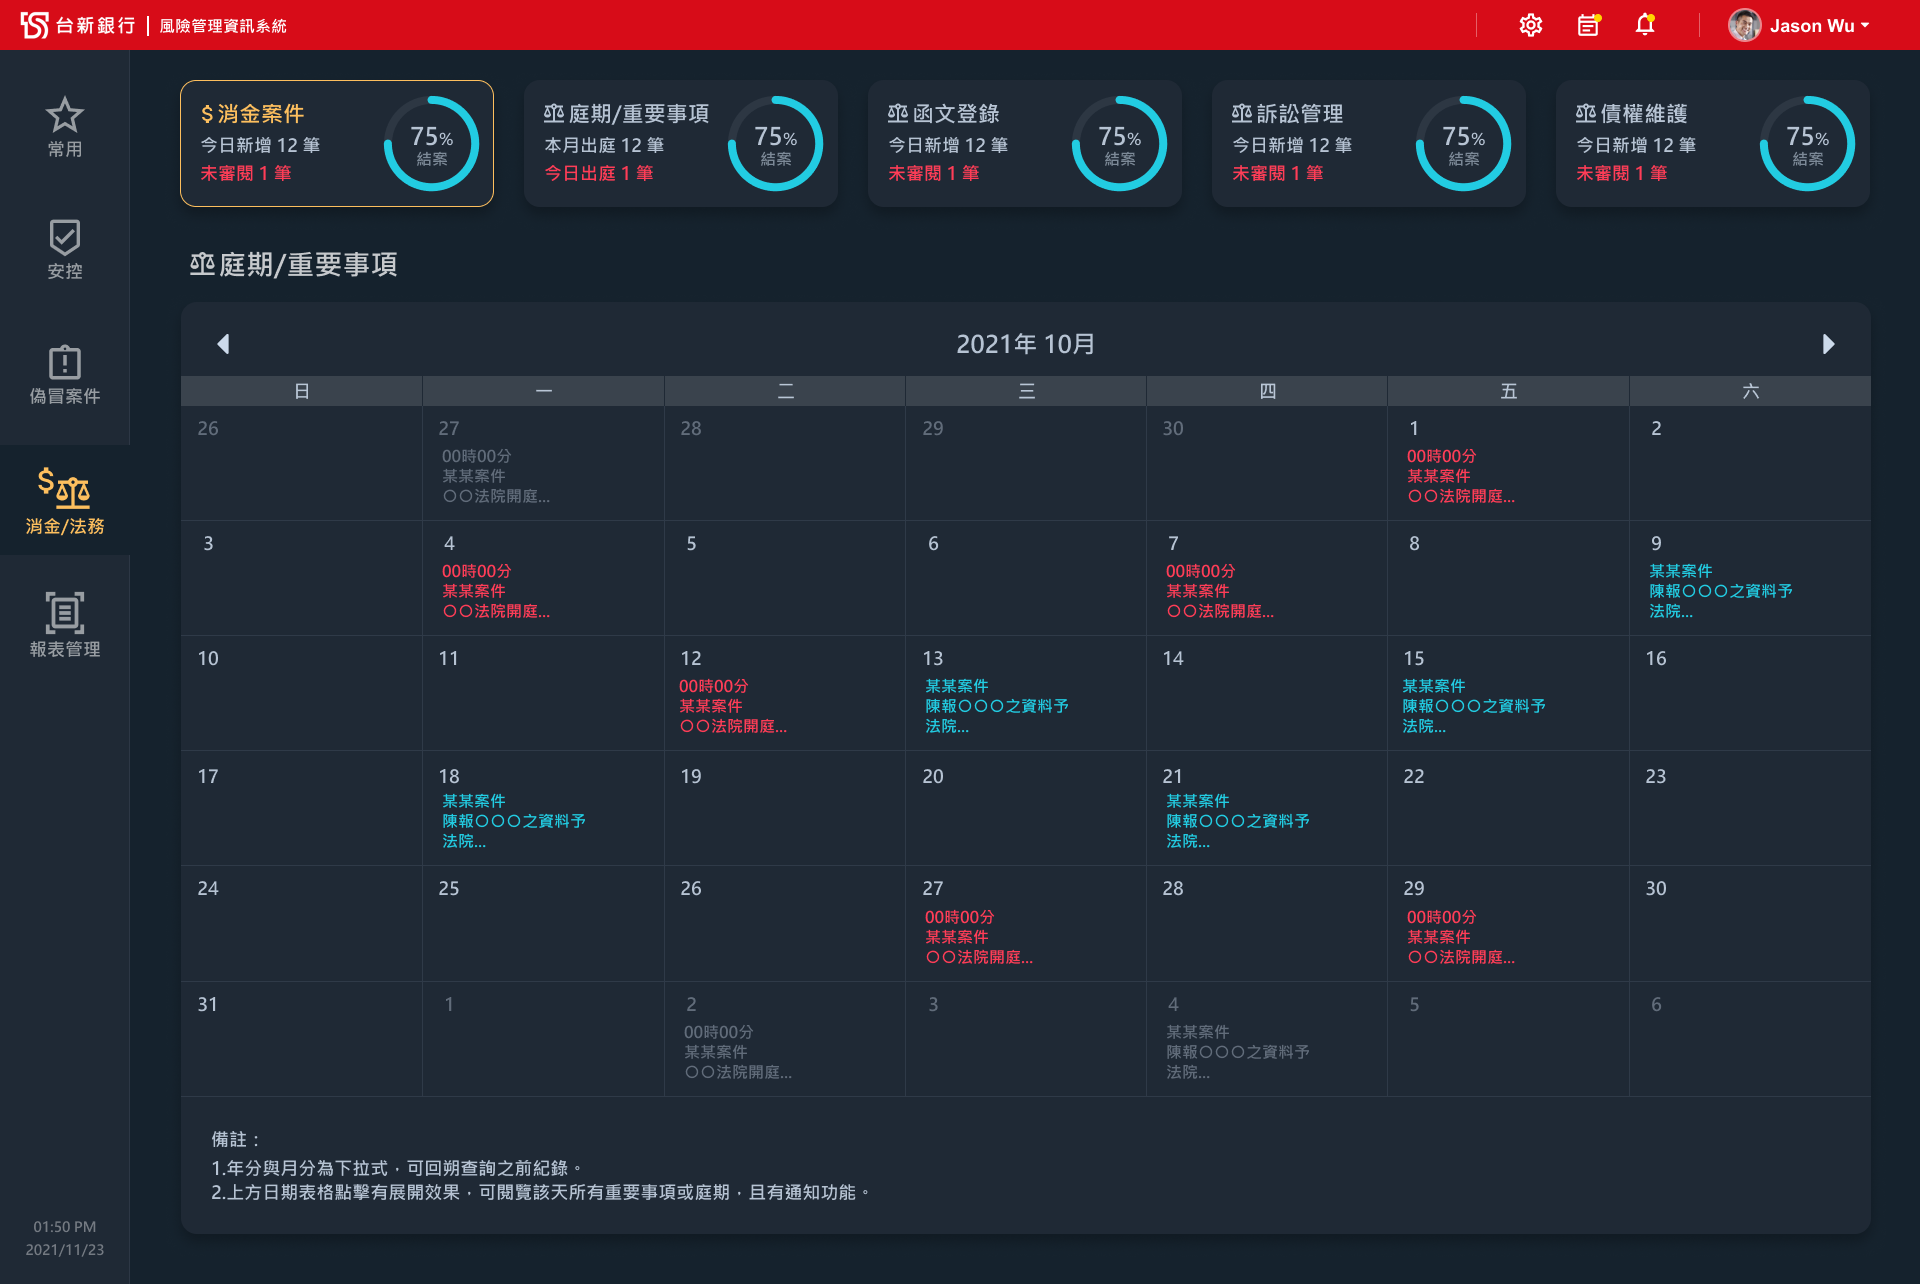 台新銀行 | 風險管理資訊系統
Jason Wu
常用
安控
偽冒案件
$
消金/法務
報表管理
01:50 PM
2021/11/23
$ 消金案件
今日新增 12 筆
未審閱 1 筆
75%
結案
庭期/重要事項
本月出庭 12 筆
今日出庭 1 筆
75%
結案
函文登錄
今日新增 12 筆
未審閱 1 筆
75%
結案
訴訟管理
今日新增 12 筆
未審閱 1 筆
75%
結案
債權維護
今日新增 12 筆
未審閱 1 筆
75%
結案
庭期/重要事項
2021年 10月
日 一 二 三 四 五 六
26 27 28 29 30 1 2
00時00分
某某案件
〇〇法院開庭...
00時00分
某某案件
〇〇法院開庭...
3 4 5 6 7 8 9
00時00分
某某案件
〇〇法院開庭...
00時00分
某某案件
〇〇法院開庭...
某某案件
陳報〇〇〇之資料予
法院...
10 11 12 13 14 15 16
00時00分
某某案件
〇〇法院開庭...
某某案件
陳報〇〇〇之資料予
法院...
某某案件
陳報〇〇〇之資料予
法院...
17 18 19 20 21 22 23
某某案件
陳報〇〇〇之資料予
法院...
某某案件
陳報〇〇〇之資料予
法院...
24 25 26 27 28 29 30
00時00分
某某案件
〇〇法院開庭...
00時00分
某某案件
〇〇法院開庭...
31 1 2 3 4 5 6
00時00分
某某案件
〇〇法院開庭...
某某案件
陳報〇〇〇之資料予
法院...
備註：
1.年分與月分為下拉式，可回朔查詢之前紀錄。
2.上方日期表格點擊有展開效果，可閱覽該天所有重要事項或庭期，且有通知功能。